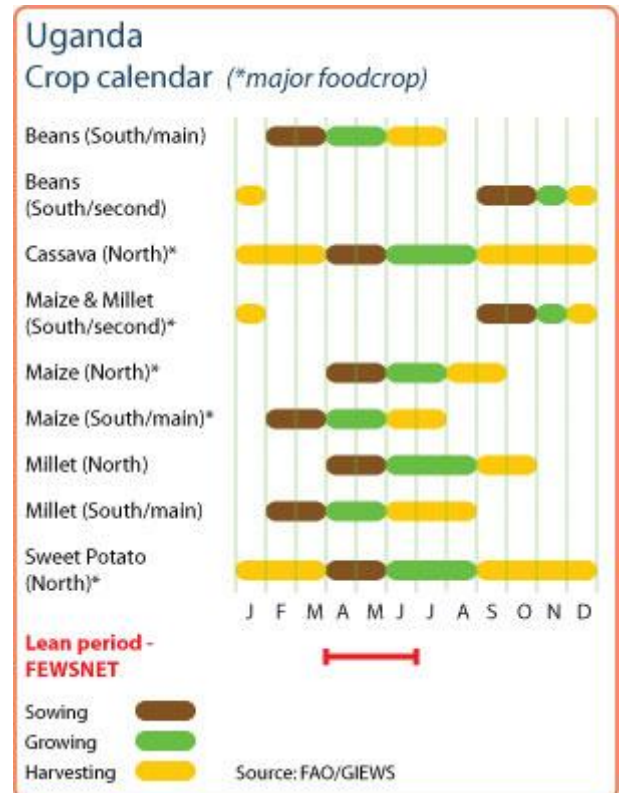 Uganda
Crop calendar (*major foodcrop)
Beans (South/main)
Beans
(South/second)
Cassava (North)*
Maize & Millet
(South/second)*
Maize (North)*
Maize (South/main)*
Millet (North)
Millet (South/main)
Sweet Potato
(North)*
J F M A M J J A S O N D
Lean period -
FEWSNET
Sowing
Growing
Harvesting Source: FAO/GIEWS